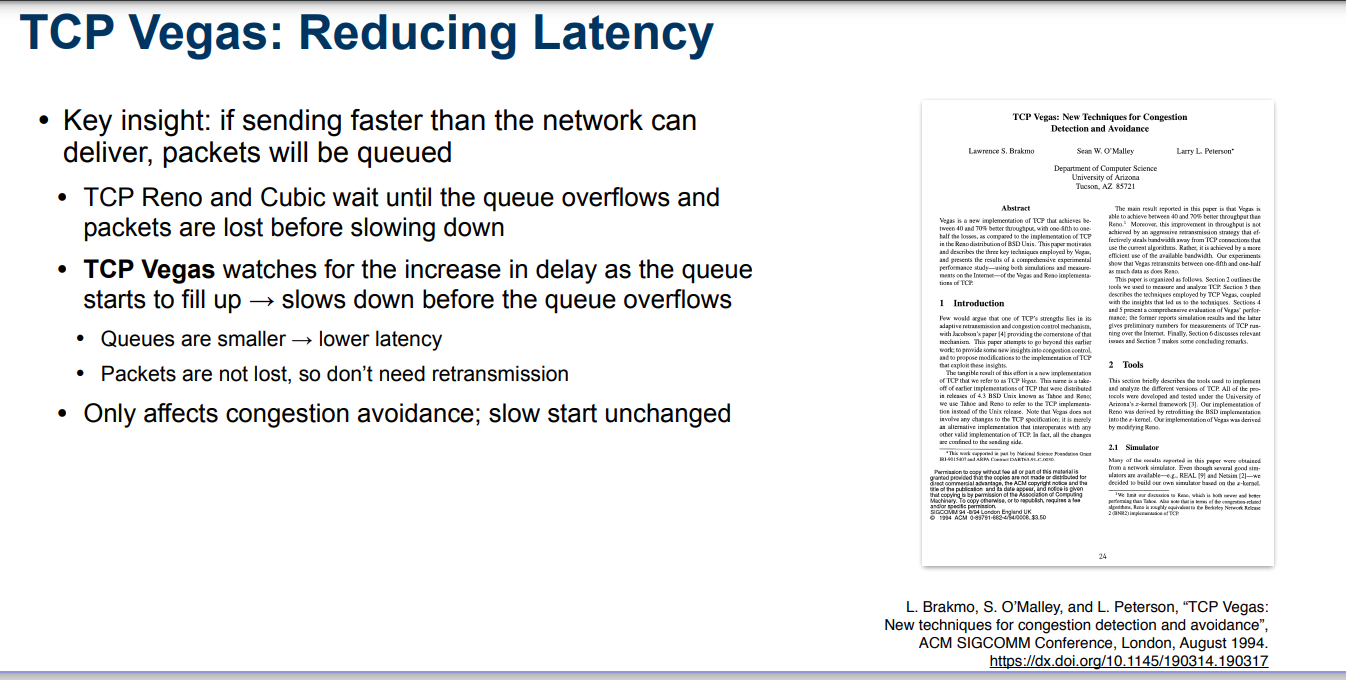 TCP Vegas: Reducing Latency
• Key insight: if sending faster than the network can
deliver, packets will be queued
• TCP Reno and Cubic wait until the queue overflows and
packets are lost before slowing down
• TCP Vegas watches for the increase in delay as the queue
starts to fill up → slows down before the queue overflows
• Queues are smaller → lower latency
• Packets are not lost, so don’t need retransmission
• Only affects congestion avoidance; slow start unchanged
TCP Vegas: New Techniques for Congestion
Detection and Avoidance
Lawrence S. Brakmo Sean W. O’Malley Larry L. Peterson*
Department of Computer Science
University of Arizona
Tucson, AZ 85721
Abstract
Vegas is a new implementation of TCP that achieves be-
tween 40 and 70% better throughput, with one-fifth to one-
half the losses, as compared to the implementation of TCP
in the Reno distribution of BSD Unix. This paper motivates
and describes the three key techniques employed by Vegas,
and presents the results of a comprehensive experimental
performance study—using both simulations and measure-
ments on the Internet—of the Vegas and Reno implementa-
tions of TCP.
1 Introduction
Few would argue that one of TCP’s strengths lies in its
adaptive retransmission and congestion control mechanism,
with Jacobson’s paper [4] providing the cornerstone of that
mechanism. This paper attempts to go beyond this earlier
work; to provide some new insights into congestion control,
and to propose modifications to the implementation of TCP
that exploit these insights.
The tangible result of this effort is a new implementation
of TCP that we refer to as TCP Vegas. This name is a take-
off of earlier implementations of TCP that were distributed
in releases of 4.3 BSD Unix known as Tahoe and Reno;
we use Tahoe and Reno to refer to the TCP implementa-
tion instead of the Unix release. Note that Vegas does not
involve any changes to the TCP specification; it is merely
an alternative implementation that interoperates with any
other valid implementation of TCP. In fact, all the changes
are confined to the sending side.
*This work supported in part by National Science Foundation Grant
IRI-9015407 and ARPA Contract DABT63-91-C-0030.
Permission to copy without fee all or part of this material is
granted provided that the copies are not made or distributed for
direct commercial advantage, the ACM copyright notice and the
title of the publication and its date appear, and notice is given
that copying is by permission of the Association of Computing
Machinery. To copy otherwise, or to republish, requires a fee
and/or specific permission.
SIGCOMM 94 -8/94 London England UK
© 1994 ACM 0-89791-682-4/94/0008..$3.50
The main result reported in this paper is that Vegas is
able to achieve between 40 and 70% better throughput than
Reno.1 Moreover, this improvement in throughput is not
achieved by an aggressive retransmission strategy that ef-
fectively steals bandwidth away from TCP connections that
use the current algorithms. Rather, it is achieved by a more
efficient use of the available bandwidth. Our experiments
show that Vegas retransmits between one-fifth and one-half
as much data as does Reno.
This paper is organized as follows. Section 2 outlines the
tools we used to measure and analyze TCP. Section 3 then
describes the techniques employed by TCP Vegas, coupled
with the insights that led us to the techniques. Sections 4
and 5 present a comprehensive evaluation of Vegas’ perfor-
mance; the former reports simulation results and the latter
gives preliminary numbers for measurements of TCP run-
ning over the Internet. Finally, Section 6 discusses relevant
issues and Section 7 makes some concluding remarks.
2 Tools
This section briefly describes the tools used to implement
and analyze the different versions of TCP. All of the pro-
tocols were developed and tested under the University of
Arizona’s x-kernel framework [3]. Our implementation of
Reno was derived by retrofitting the BSD implementation
into the x-kernel. Our implementation of Vegas was derived
by modifying Reno.
2.1 Simulator
Many of the results reported in this paper were obtained
from a network simulator. Even though several good sim-
ulators are available—e.g., REAL [9] and Netsim [2]—we
decided to build our own simulator based on the x-kernel.
1We limit our discussion to Reno, which is both newer and better
performing than Tahoe. Also note that in terms of the congestion-related
algorithms, Reno is roughly equivalent to the Berkeley Network Release
2 (BNR2) implementation of TCP.
24
L. Brakmo, S. O’Malley, and L. Peterson, “TCP Vegas:
New techniques for congestion detection and avoidance”,
ACM SIGCOMM Conference, London, August 1994.
https://dx.doi.org/10.1145/190314.190317